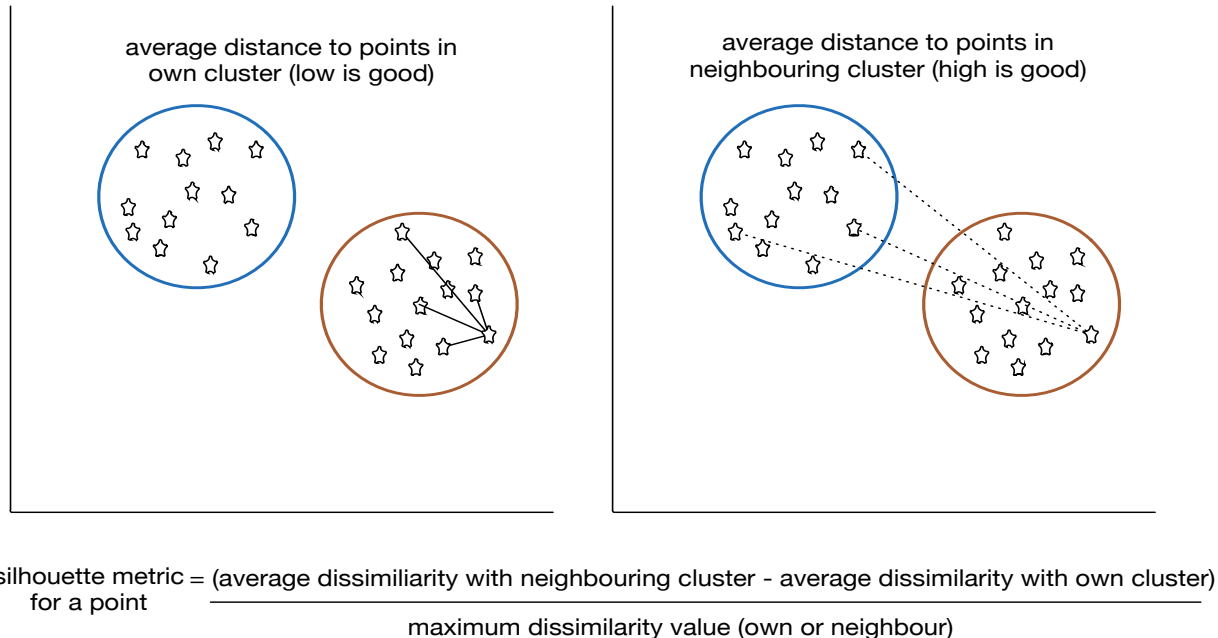 average distance to points in
own cluster (low is good)
average distance to points in
neighbouring cluster (high is good)
silhouette metric = (average dissimiliarity with neighbouring cluster - average dissimilarity with own cluster)
for a point
maximum dissimilarity value (own or neighbour)